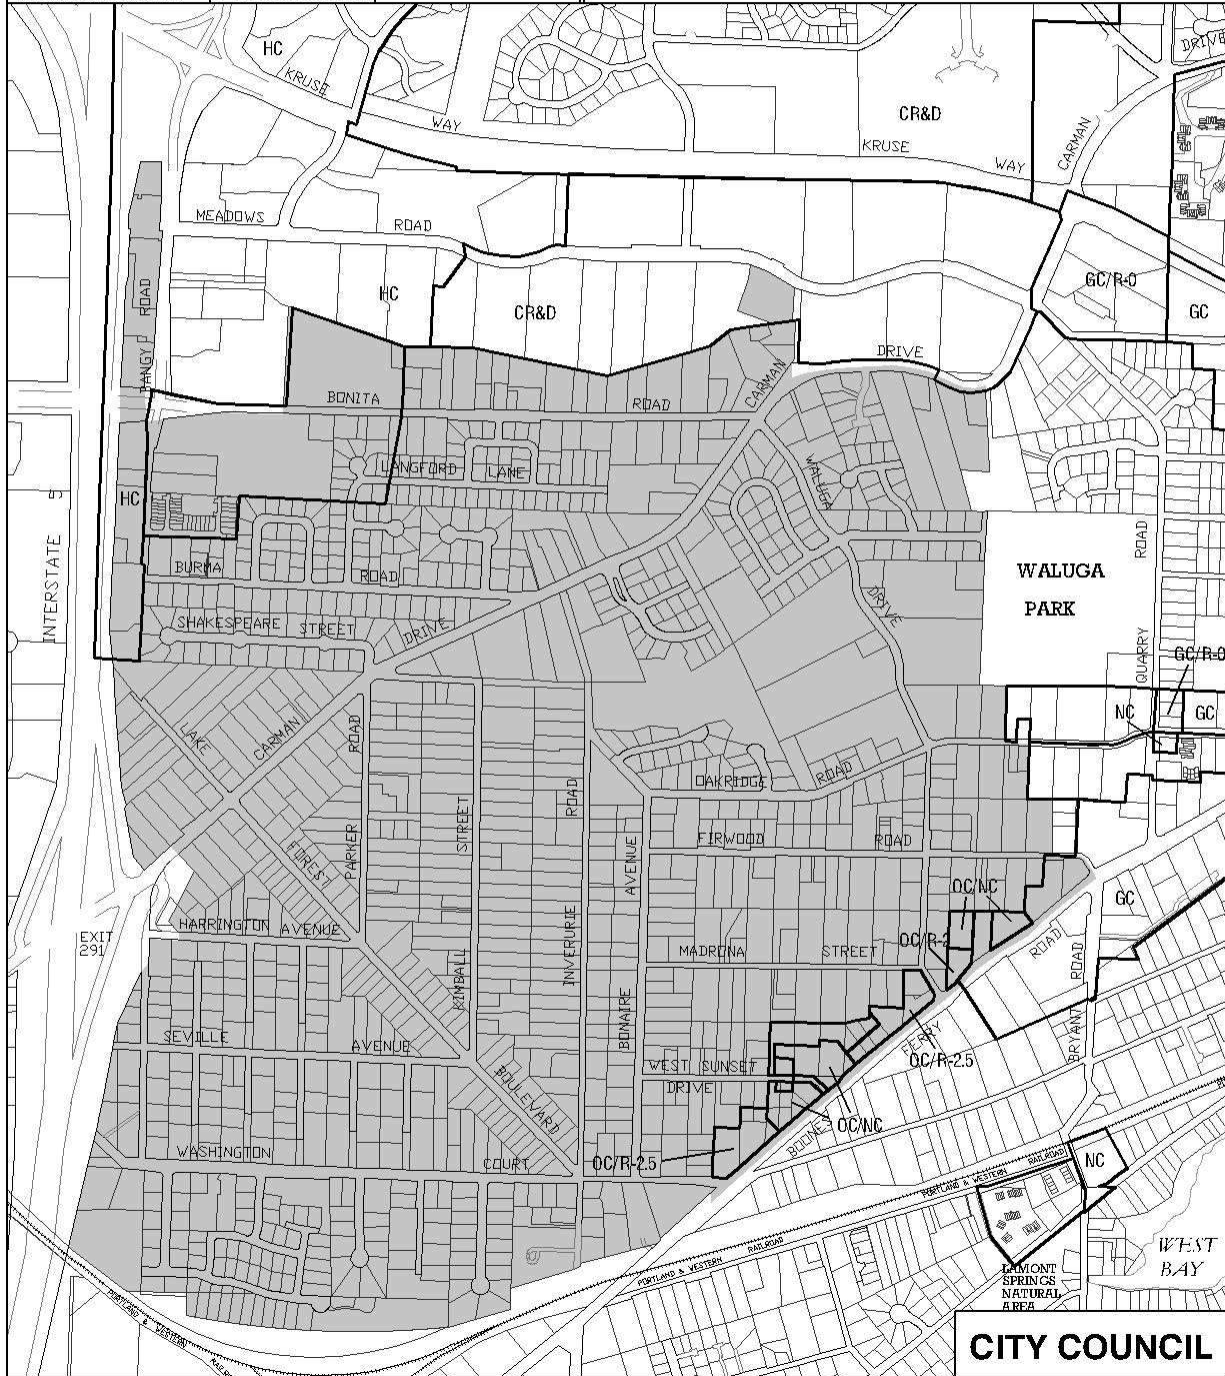 HC
KRUSE
WAY
CR&D
KRUSE
WAY
CARMAN
DRIVE
MEADOWS
ROAD
BANGY ROAD
HC
CR&D
GC/R-0
GC
DRIVE
CARMAN
BONITA
ROAD
LANGFORD LANE
WALUGA
HC
INTERSTATE 5
BURMA
ROAD
DRIVE
WALUGA
PARK
QUARRY ROAD
SHAKESPEARE STREET
DRIVE
GC/R-0
NC
GC
LAKE
CARMAN
PARKER ROAD
OAKRIDGE
ROAD
FOREST
KIMBALL STREET
INVERURIE ROAD
BONAIRE AVENUE
FIRWOOD
ROAD
OC/NC
GC
HARRINGTON AVENUE
EXIT
291
MADRONA
STREET
OC/R-2
ROAD
BRYANT ROAD
SEVILLE
AVENUE
BOULEVARD
WEST SUNSET
DRIVE
FERRY
OC/R-2.5
OC/NC
BOONES
WASHINGTON
COURT
OC/R-2.5
NC
PORTLAND & WESTERN RAILROAD
PORTLAND & WESTERN RAILROAD
WEST
BAY
LAMONT
SPRINGS
NATURAL
AREA
PORTLAND & WESTERN
CITY COUNCIL